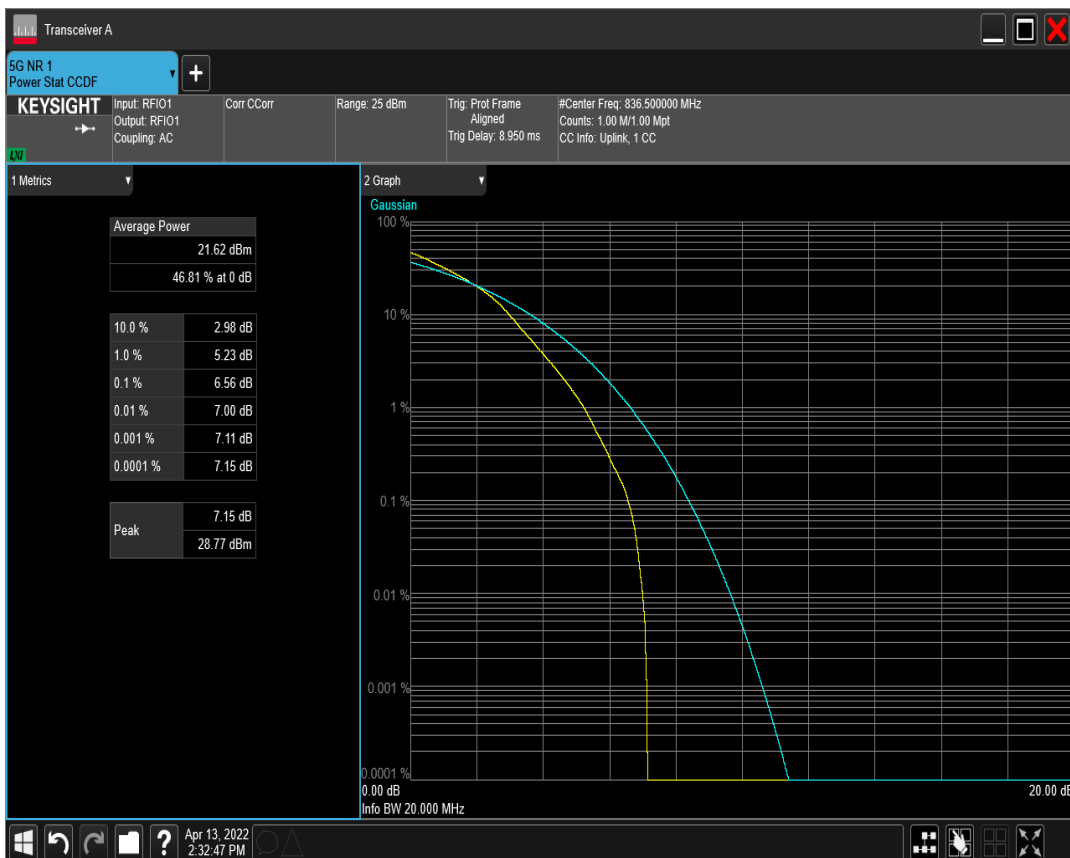 Transceiver A
5G NR 1
Power Stat CCDF
KEYSIGHT
LXI
Input: RFIO1
Output: RFIO1
Coupling: AC
Corr CCorr
Range: 25 dBm
Trig: Prot Frame
Aligned
Trig Delay: 8.950 ms
#Center Freq: 836.500000 MHz
Counts: 1.00 M/1.00 Mpt
CC Info: Uplink, 1 CC
1 Metrics
Average Power
21.62 dBm
46.81 % at 0 dB
10.0 % 2.98 dB
1.0 % 5.23 dB
0.1 % 6.56 dB
0.01 % 7.00 dB
0.001 % 7.11 dB
0.0001 % 7.15 dB
Peak 7.15 dB
28.77 dBm
2 Graph
Gaussian
100 %
10 %
1 %
0.1 %
0.01 %
0.001 %
0.0001 %
0.00 dB 20.00 dB
Info BW 20.000 MHz
? Apr 13, 2022
2:32:47 PM